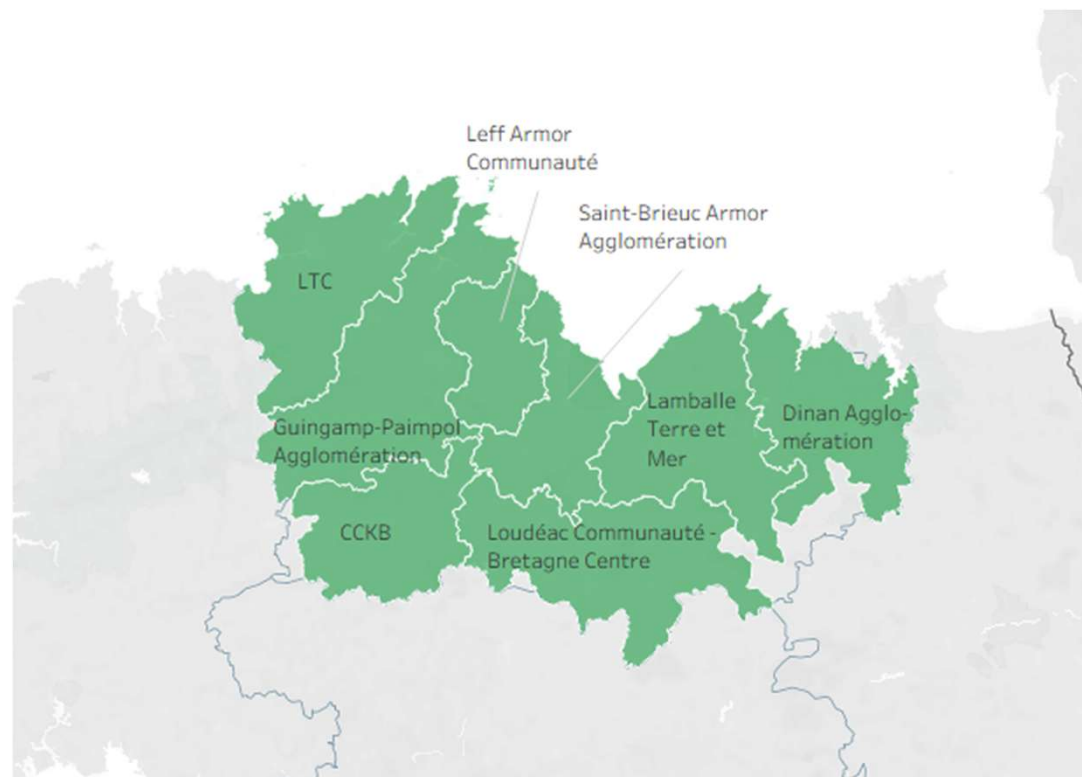 Leff Armor
Communauté
Saint-Brieuc Armor
Agglomération
LTC
Lamballe
Terre et
Mer
Dinan Agglo-
mération
Guingamp-Paimpol
Agglomération
CCKB
Loudéac Communauté -
Bretagne Centre